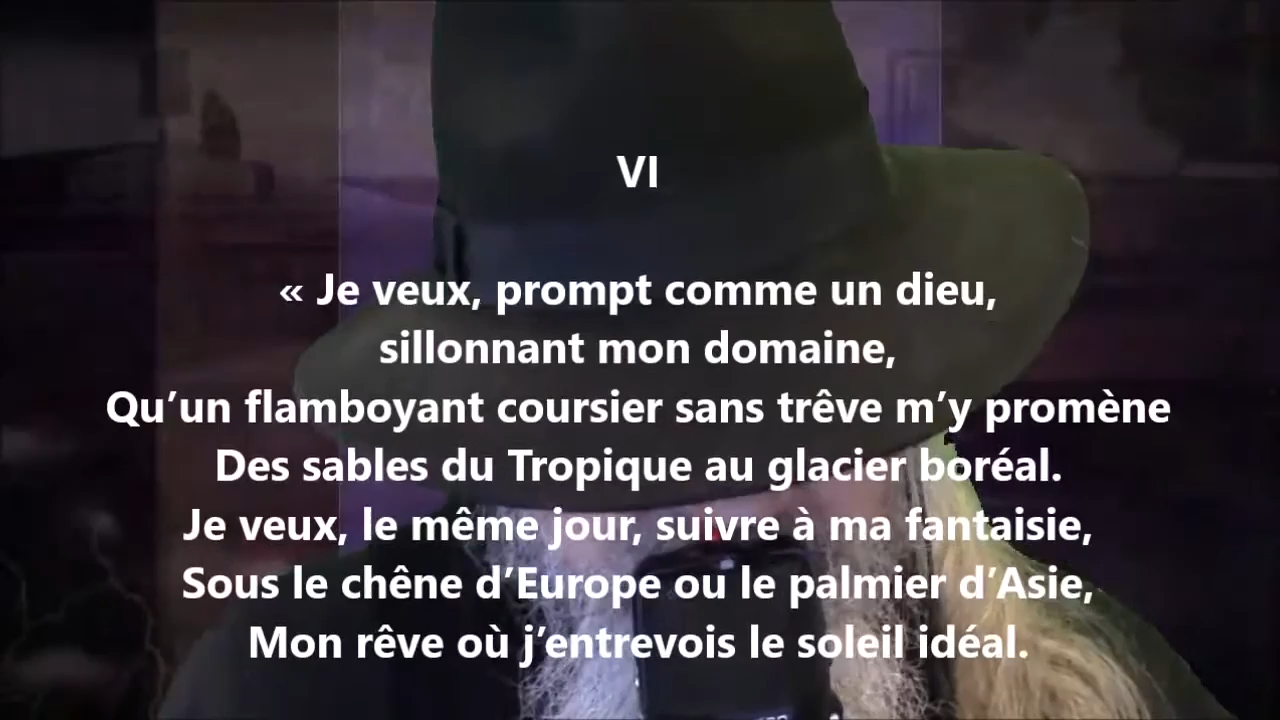 VI
« Je veux, prompt comme un dieu,
sillonnant mon domaine,
Qu’un flamboyant coursier sans trêve m’y promène
Des sables du Tropique au glacier boréal.
Je veux, le même jour, suivre à ma fantaisie,
Sous le chêne d’Europe ou le palmier d’Asie,
Mon rêve où j’entrevois le soleil idéal.